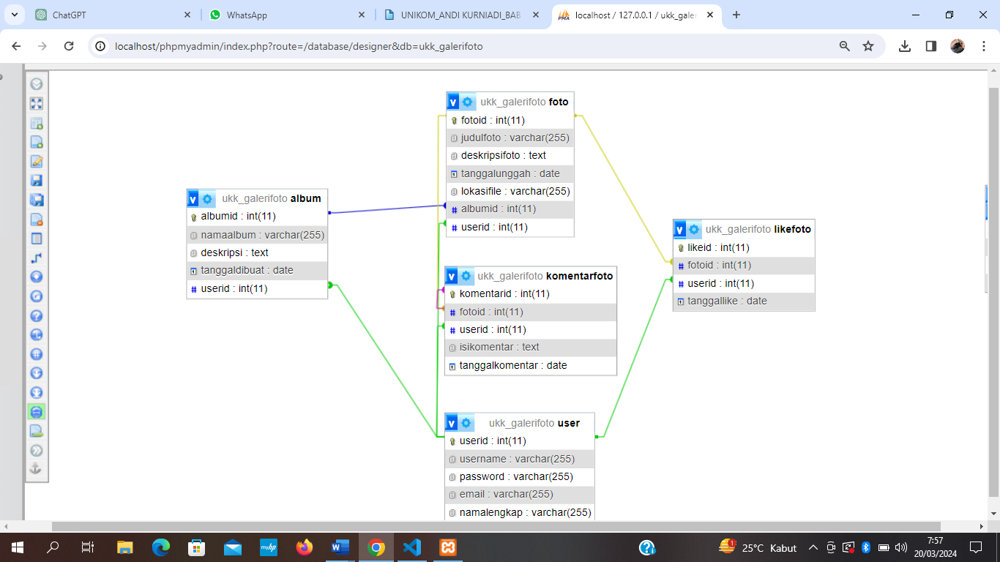 ChatGPT
WhatsApp
UNIKOM_ANDI KURNIADI_BAB
localhost / 127.0.0.1 / ukk_galeri
localhost/phpmyadmin/index.php?route=/database/designer&db=ukk_galerifoto
ukk_galerifoto foto
fotoid : int(11)
judulfoto : varchar(255)
deskripsifoto : text
tanggalunggah : date
lokasifile : varchar(255)
albumid : int(11)
userid : int(11)
ukk_galerifoto album
albumid : int(11)
namaalbum : varchar(255)
deskripsi : text
tanggaldibuat : date
userid : int(11)
ukk_galerifoto likefoto
likeid : int(11)
fotoid : int(11)
userid : int(11)
tanggallike : date
ukk_galerifoto komentarfoto
komentarid : int(11)
fotoid : int(11)
userid : int(11)
isikomentar : text
tanggalkomentar : date
ukk_galerifoto user
userid : int(11)
username : varchar(255)
password : varchar(255)
email : varchar(255)
namalengkap : varchar(255)
25°C Kabut
7:57
20/03/2024